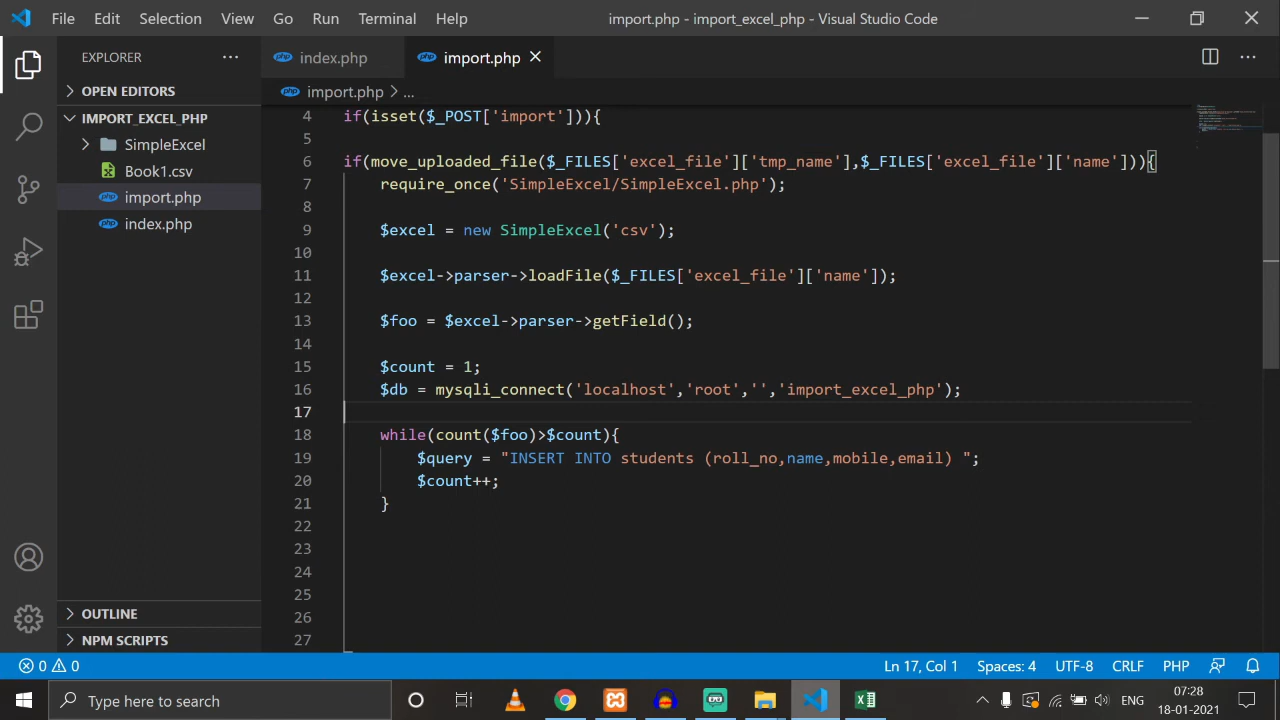 File Edit Selection View Go Run Terminal Help import.php - import_excel_php - Visual Studio Code
EXPLORER
index.php
import.php
OPEN EDITORS
import.php > ...
IMPORT_EXCEL_PHP
SimpleExcel
Book1.csv
import.php
index.php
OUTLINE
NPM SCRIPTS
4 if(isset($_POST['import'])){
5
6 if(move_uploaded_file($_FILES['excel_file']['tmp_name'],$_FILES['excel_file']['name'])){
7 require_once('SimpleExcel/SimpleExcel.php');
8
9 $excel = new SimpleExcel('csv');
10
11 $excel->parser->loadFile($_FILES['excel_file']['name']);
12
13 $foo = $excel->parser->getField();
14
15 $count = 1;
16 $db = mysqli_connect('localhost','root','','import_excel_php');
17
18 while(count($foo)>$count){
19 $query = "INSERT INTO students (roll_no,name,mobile,email) ";
20 $count++;
21 }
22
23
24
25
26
27
0 0 Ln 17, Col 1 Spaces: 4 UTF-8 CRLF PHP
Type here to search
ENG
07:28
18-01-2021